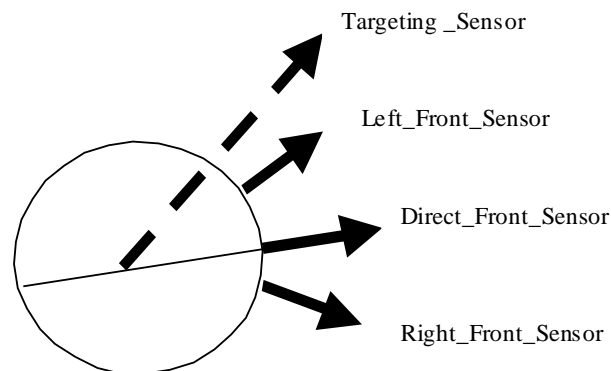 Targeting _Sensor
Left_Front_Sensor
Direct_Front_Sensor
Right_Front_Sensor